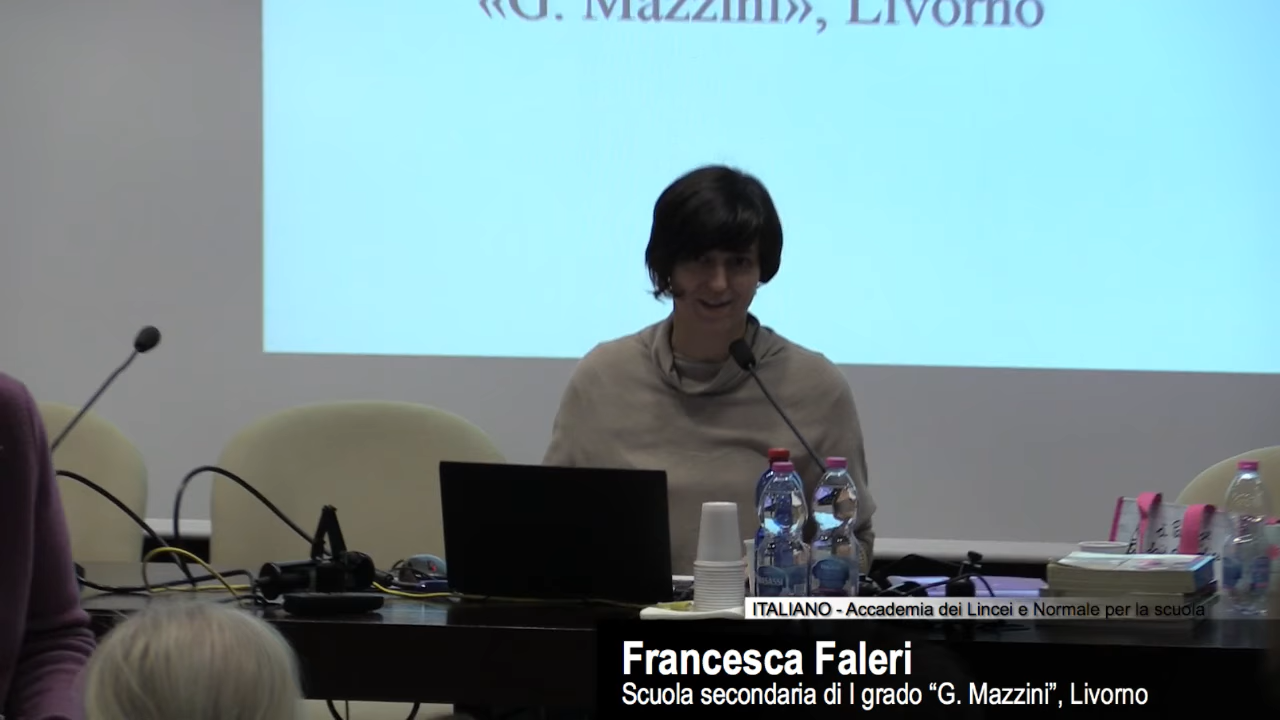 «G. Mazzini», Livorno
ITALIANO - Accademia dei Lincei e Normale per la scuola
Francesca Faleri
Scuola secondaria di I grado “G. Mazzini”, Livorno